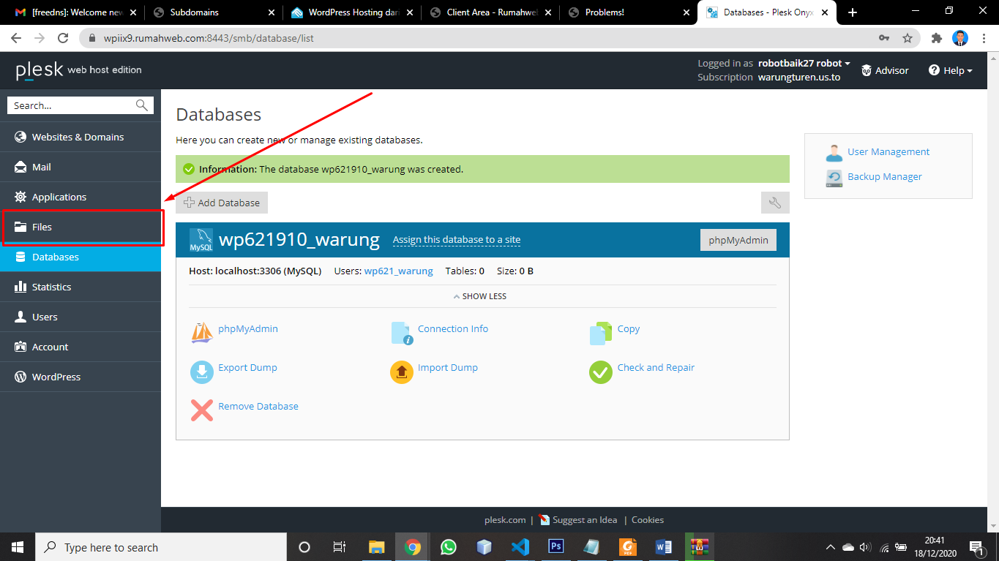 [freedns]: Welcome new
Subdomains
WordPress Hosting dari
Client Area - Rumahweb
Problems!
Databases - Plesk Onyx
wpiix9.rumahweb.com:8443/smb/database/list
plesk web host edition
Logged in as robotbaik27 robot
Subscription warungturen.us.to
Advisor
Help
Search...
Websites & Domains
Mail
Applications
Files
Databases
Statistics
Users
Account
WordPress
Databases
Here you can create new or manage existing databases.
Information: The database wp621910_warung was created.
Add Database
MySQL wp621910_warung Assign this database to a site phpMyAdmin
Host: localhost:3306 (MySQL) Users: wp621_warung Tables: 0 Size: 0 B
SHOW LESS
phpMyAdmin Connection Info Copy
Export Dump Import Dump Check and Repair
Remove Database
User Management
Backup Manager
plesk.com | Suggest an Idea | Cookies
Type here to search
Ps
PDF
20:41
18/12/2020
1